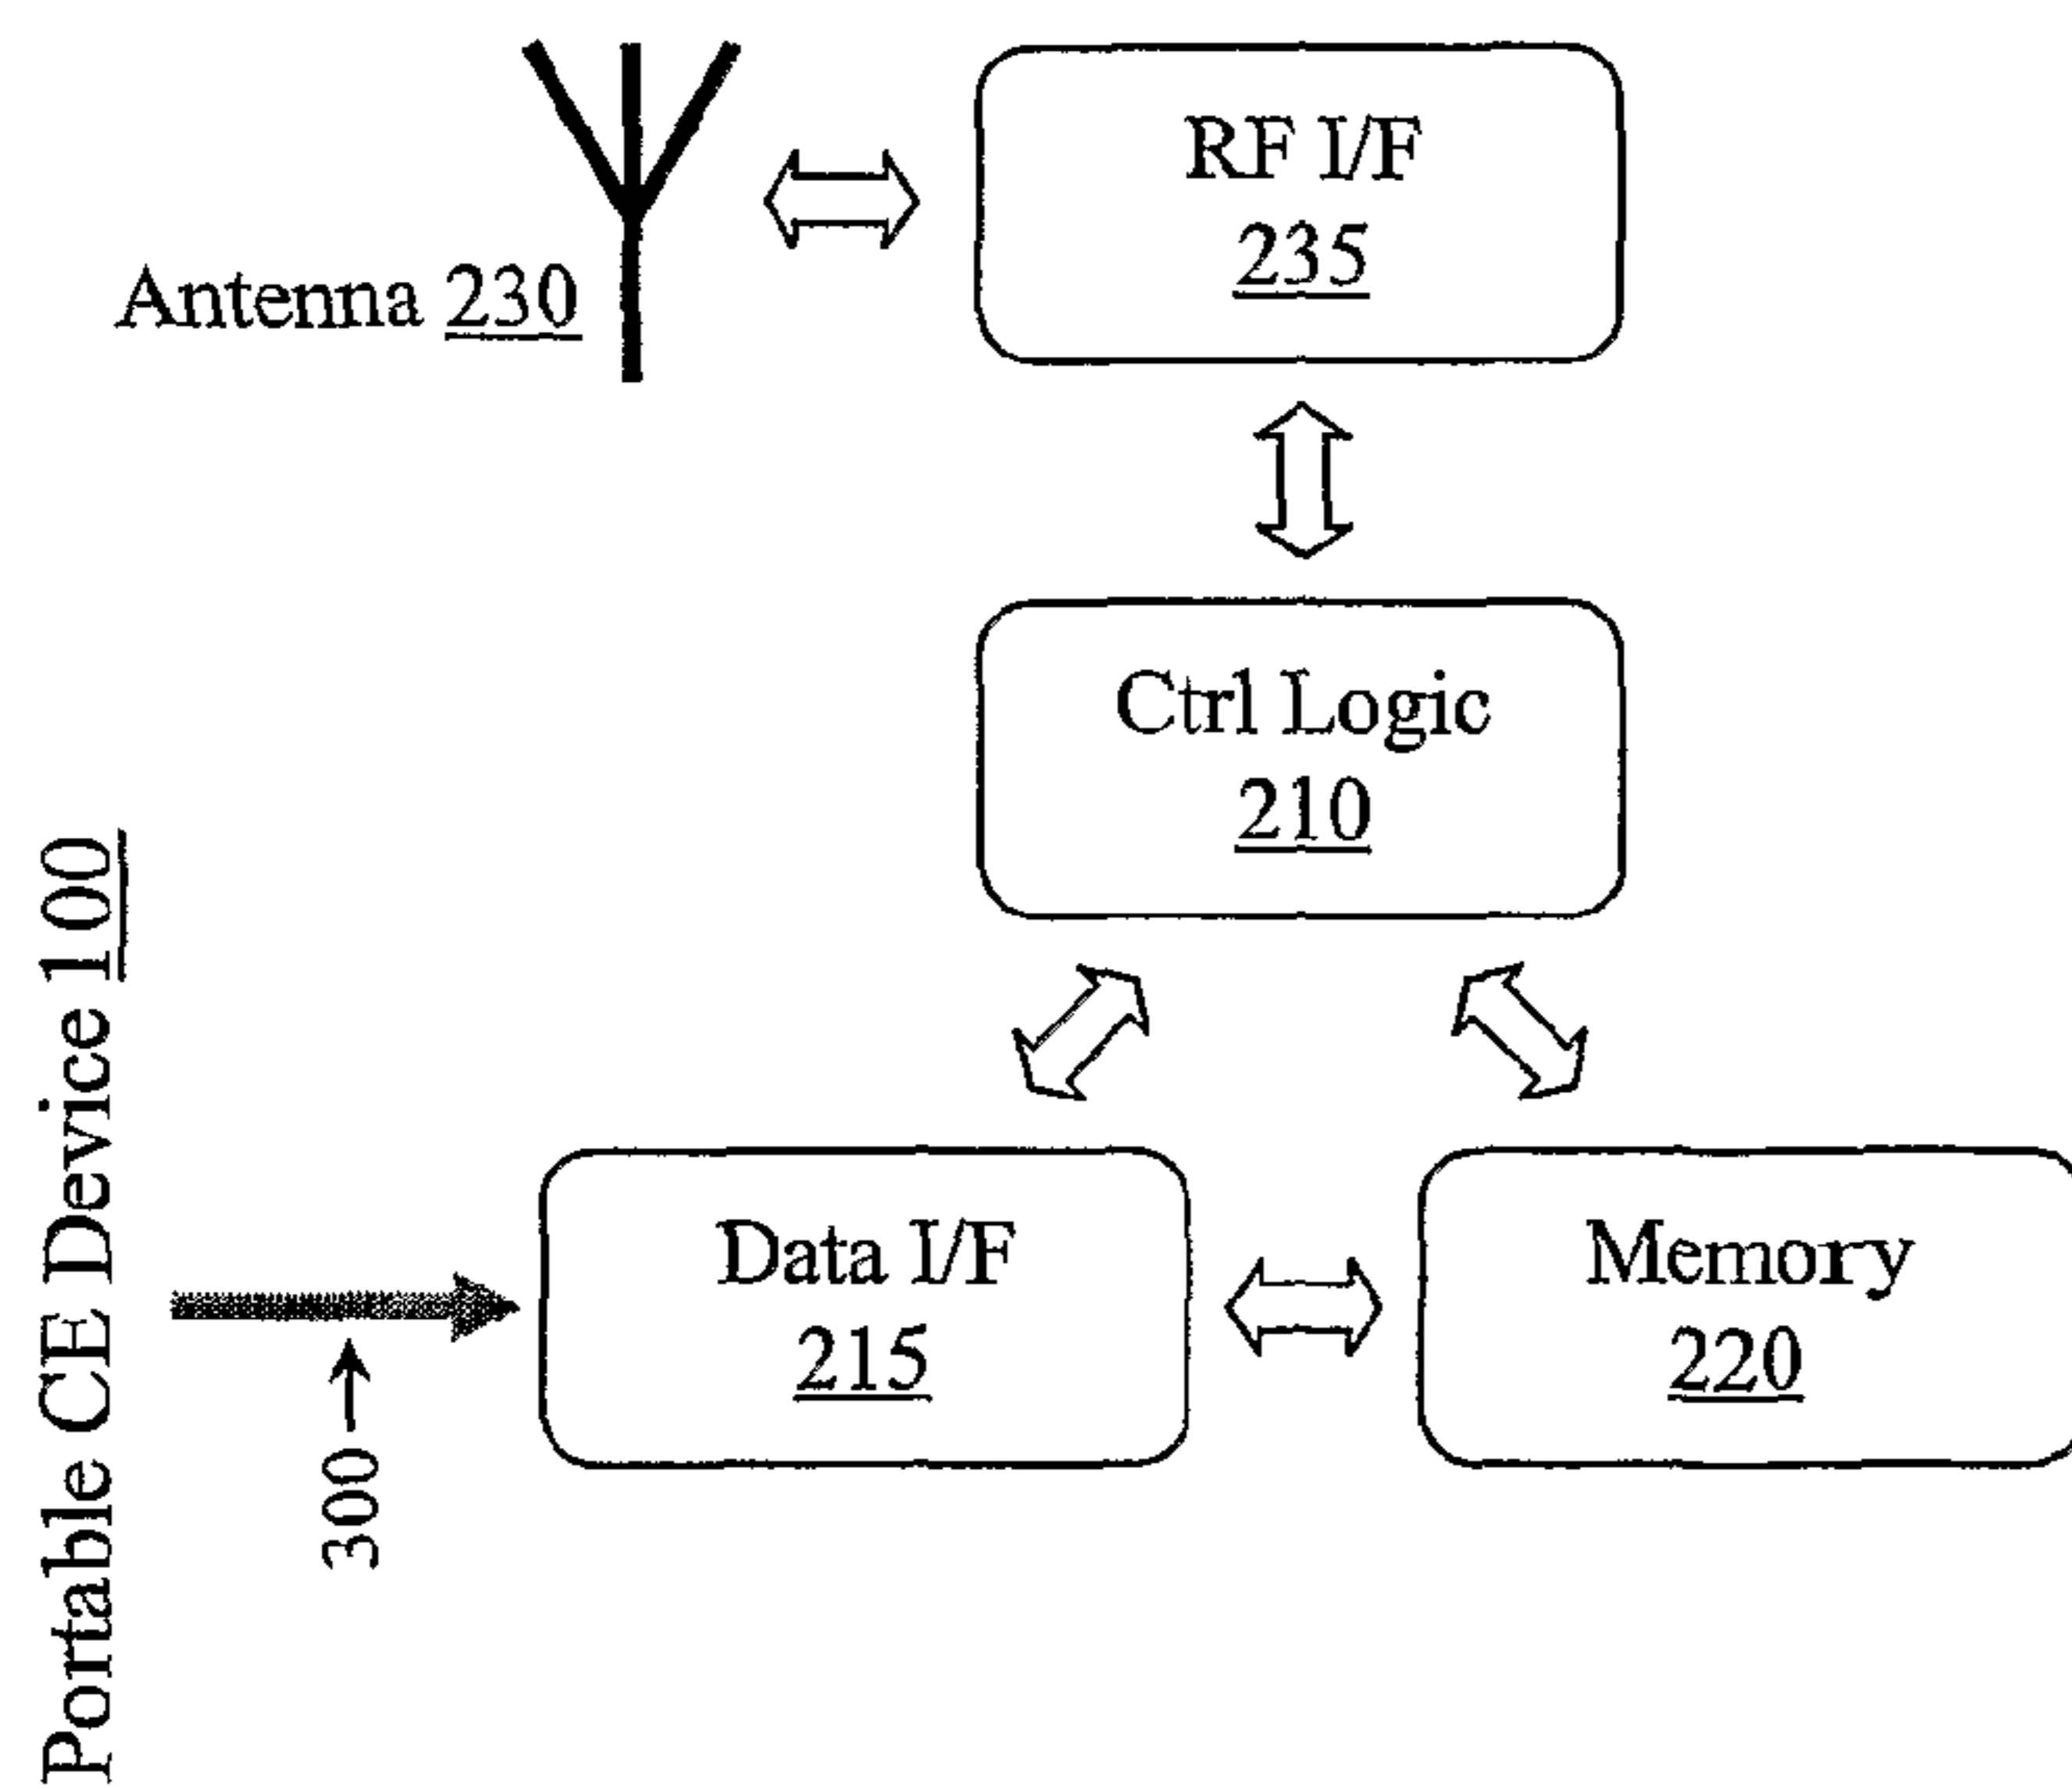 RF I/F
235
Antenna 230
Ctrl Logic
210
Portable CE Device 100
300
Data I/F
215
Memory
220